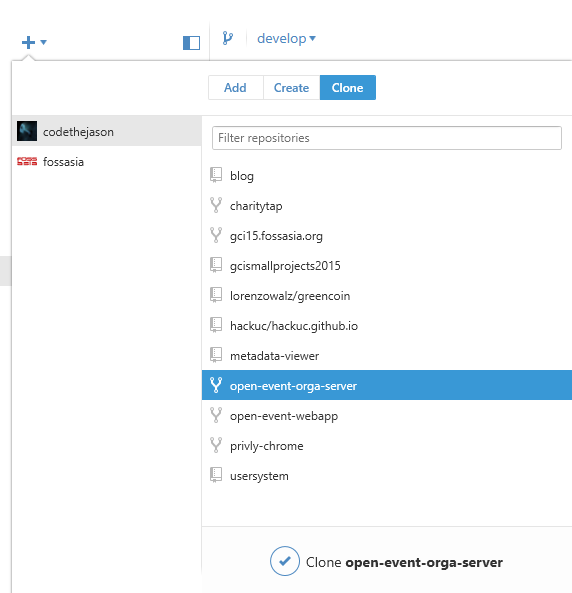 develop
Add Create Clone
codethejason
fossasia
Filter repositories
blog
charitytap
gci15.fossasia.org
gcismallprojects2015
lorenzowalz/greencoin
hackuc/hackuc.github.io
metadata-viewer
open-event-orga-server
open-event-webapp
privly-chrome
usersystem
Clone open-event-orga-server